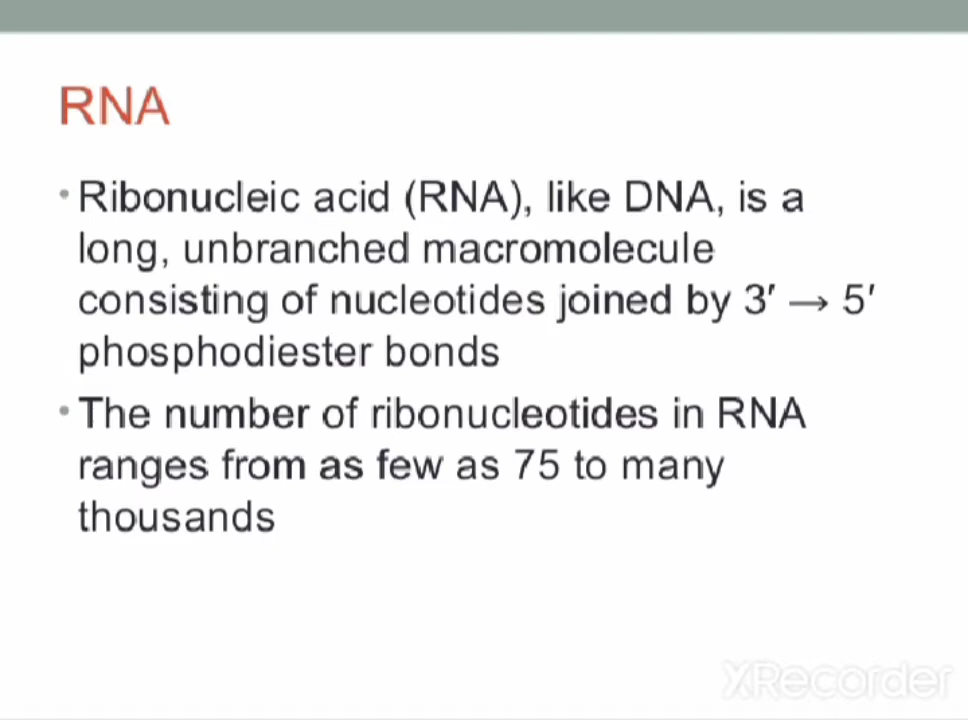 RNA
• Ribonucleic acid (RNA), like DNA, is a
long, unbranched macromolecule
consisting of nucleotides joined by 3′ → 5′
phosphodiester bonds
• The number of ribonucleotides in RNA
ranges from as few as 75 to many
thousands
XRecorder